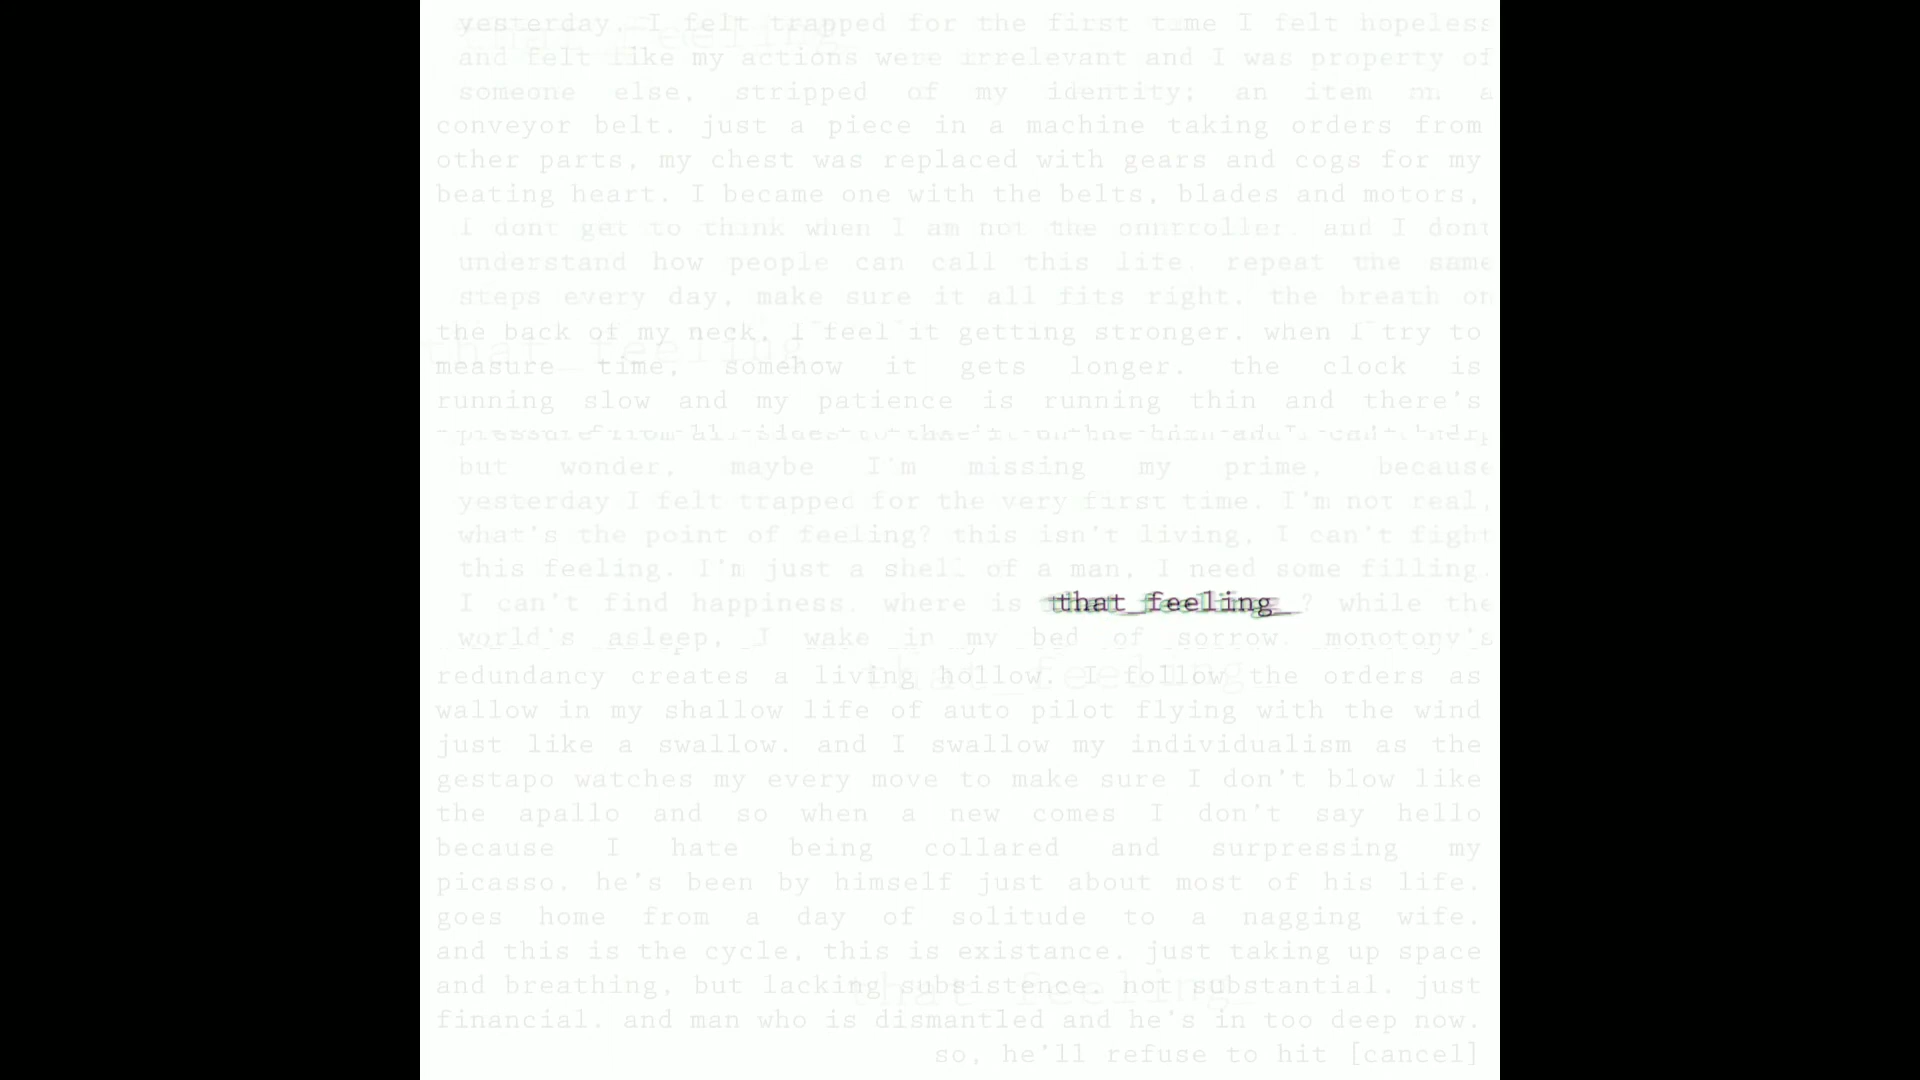 yesterday, I felt trapped for the first time I felt hopeless
and felt like my actions were irrelevant and I was property of
someone else, stripped of my identity; an item on a
conveyor belt. just a piece in a machine taking orders from
other parts, my chest was replaced with gears and cogs for my
beating heart. I became one with the belts, blades and motors,
I dont get to think when I am not the and I dont
understand how people can call this life. repeat the same
steps every day, make sure it all fits right, the breath on
the back of my neck, I feel it getting stronger. when I try to
measure time, somehow it gets longer. the clock is
running slow and my patience is running thin and there's
pressure from all sides to the and I can't
but wonder, maybe I'm missing my prime, because
yesterday I felt trapped for the very first time. I'm not real,
what's the point of feeling? this isn't living, I can't fight
this feeling. I'm just a shell of a man, I need some filling.
I can't find happiness. where is that_feeling_ ? while the
world's asleep, I wake in my bed of sorrow. monotony's
redundancy creates a living hollow. I follow the orders as
wallow in my shallow life of auto pilot flying with the wind
just like a swallow. and I swallow my individualism as the
gestapo watches my every move to make sure I don't blow like
the apallo and so when a new comes I don't say hello
because I hate being collared and surpressing my
picasso. he's been by himself just about most of his life.
goes home from a day of solitude to a nagging wife.
and this is the cycle, this is existance. just taking up space
and breathing, but lacking subsistence. not substantial. just
financial. and man who is dismantled and he's in too deep now.
so, he'll refuse to hit [cancel]
that_feeling_
that_feeling_
that_feeling_
that_feeling_